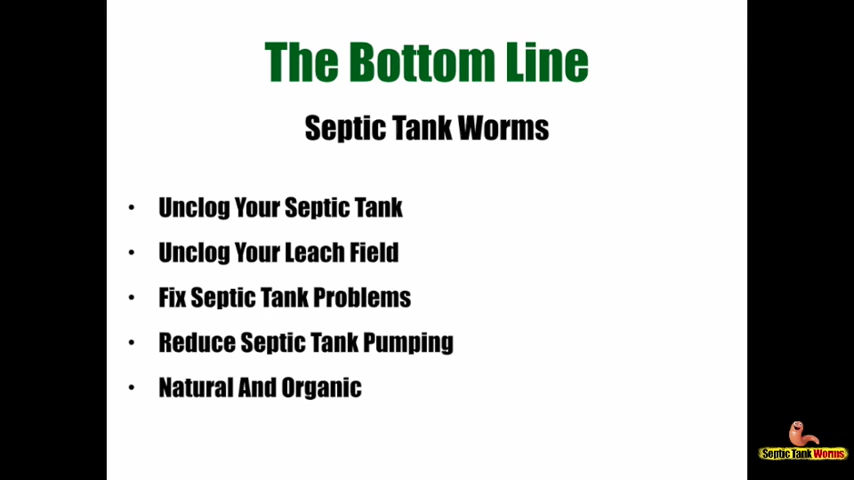 The Bottom Line
Septic Tank Worms
• Unclog Your Septic Tank
• Unclog Your Leach Field
• Fix Septic Tank Problems
• Reduce Septic Tank Pumping
• Natural And Organic
Septic Tank Worms